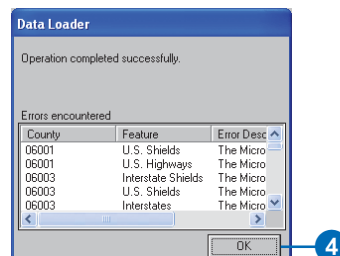 Data Loader
Operation completed successfully.
Errors encountered
County Feature Error Desc
06001 U.S. Shields The Micro
06001 U.S. Highways The Micro
06003 Interstate Shields The Micro
06003 U.S. Shields The Micro
06003 Interstates The Micro
OK
4